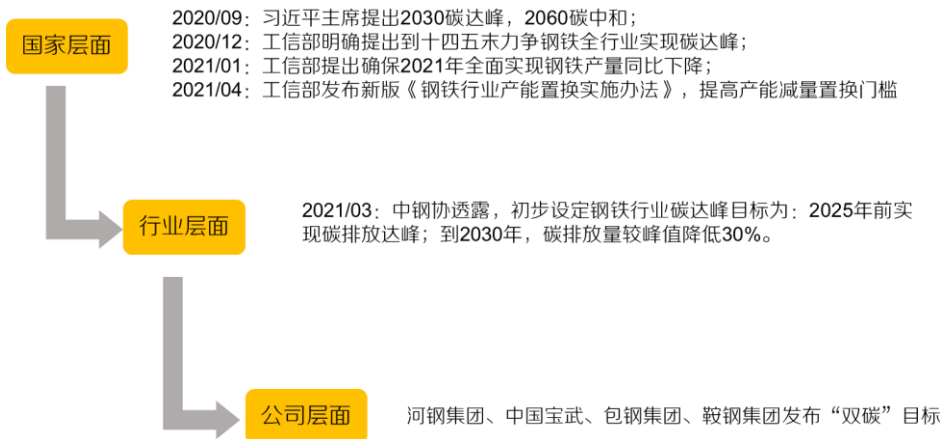 国家层面
2020/09：习近平主席提出2030碳达峰，2060碳中和；
2020/12：工信部明确提出到十四五末力争钢铁全行业实现碳达峰；
2021/01：工信部提出确保2021年全面实现钢铁产量同比下降；
2021/04：工信部发布新版《钢铁行业产能置换实施办法》，提高产能减量置换门槛
行业层面
2021/03：中钢协透露，初步设定钢铁行业碳达峰目标为：2025年前实
现碳排放达峰；到2030年，碳排放量较峰值降低30%。
公司层面
河钢集团、中国宝武、包钢集团、鞍钢集团发布“双碳”目标